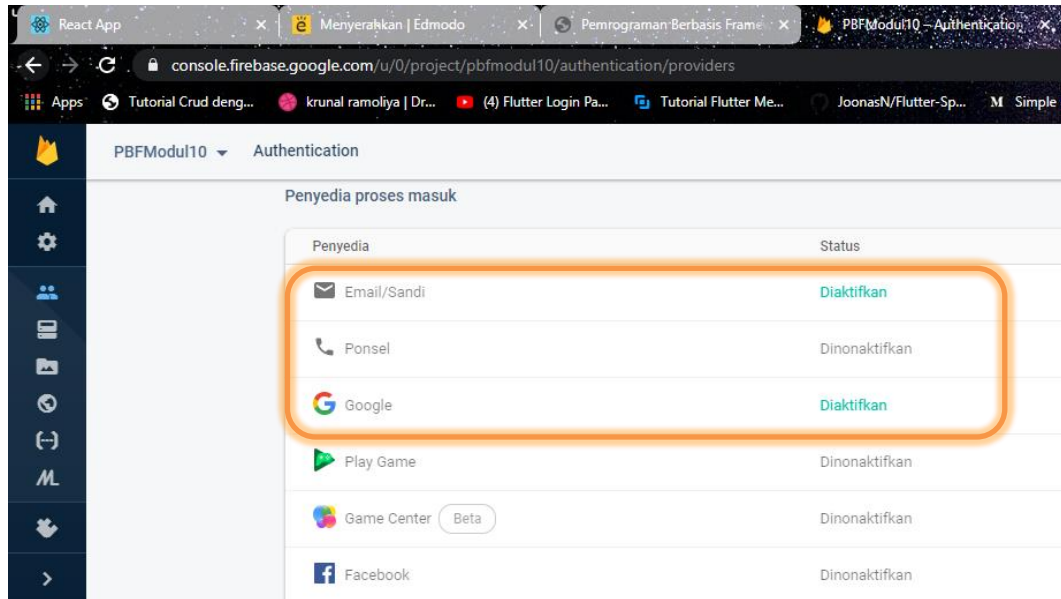 React App
Menyerahkan | Edmodo
Pemrograman Berbasis Frame
PBFModul10 – Authentication
console.firebase.google.com/u/0/project/pbfmodul10/authentication/providers
Apps
Tutorial Crud deng...
krunal ramoliya | Dr...
(4) Flutter Login Pa...
Tutorial Flutter Me...
JoonasN/Flutter-Sp...
M Simple
PBFModul10
Authentication
Penyedia proses masuk
Penyedia Status
Email/Sandi Diaktifkan
Ponsel Dinonaktifkan
Google Diaktifkan
Play Game Dinonaktifkan
Game Center Beta Dinonaktifkan
Facebook Dinonaktifkan